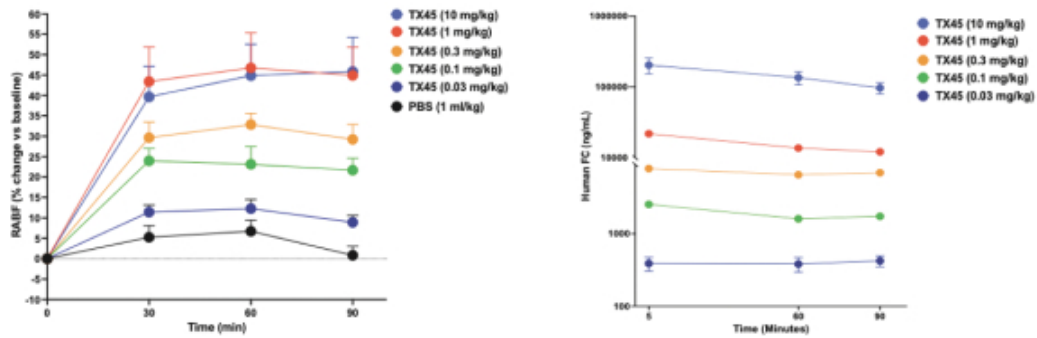 60
55
50
45
40
35
30
25
20
15
10
5
0
-5
-10
RABF (% change vs baseline)
0 30 60 90
Time (min)
TX45 (10 mg/kg)
TX45 (1 mg/kg)
TX45 (0.3 mg/kg)
TX45 (0.1 mg/kg)
TX45 (0.03 mg/kg)
PBS (1 ml/kg)
1000000
100000
10000
1000
100
Human FC (ng/mL)
5 60 90
Time (Minutes)
TX45 (10 mg/kg)
TX45 (1 mg/kg)
TX45 (0.3 mg/kg)
TX45 (0.1 mg/kg)
TX45 (0.03 mg/kg)